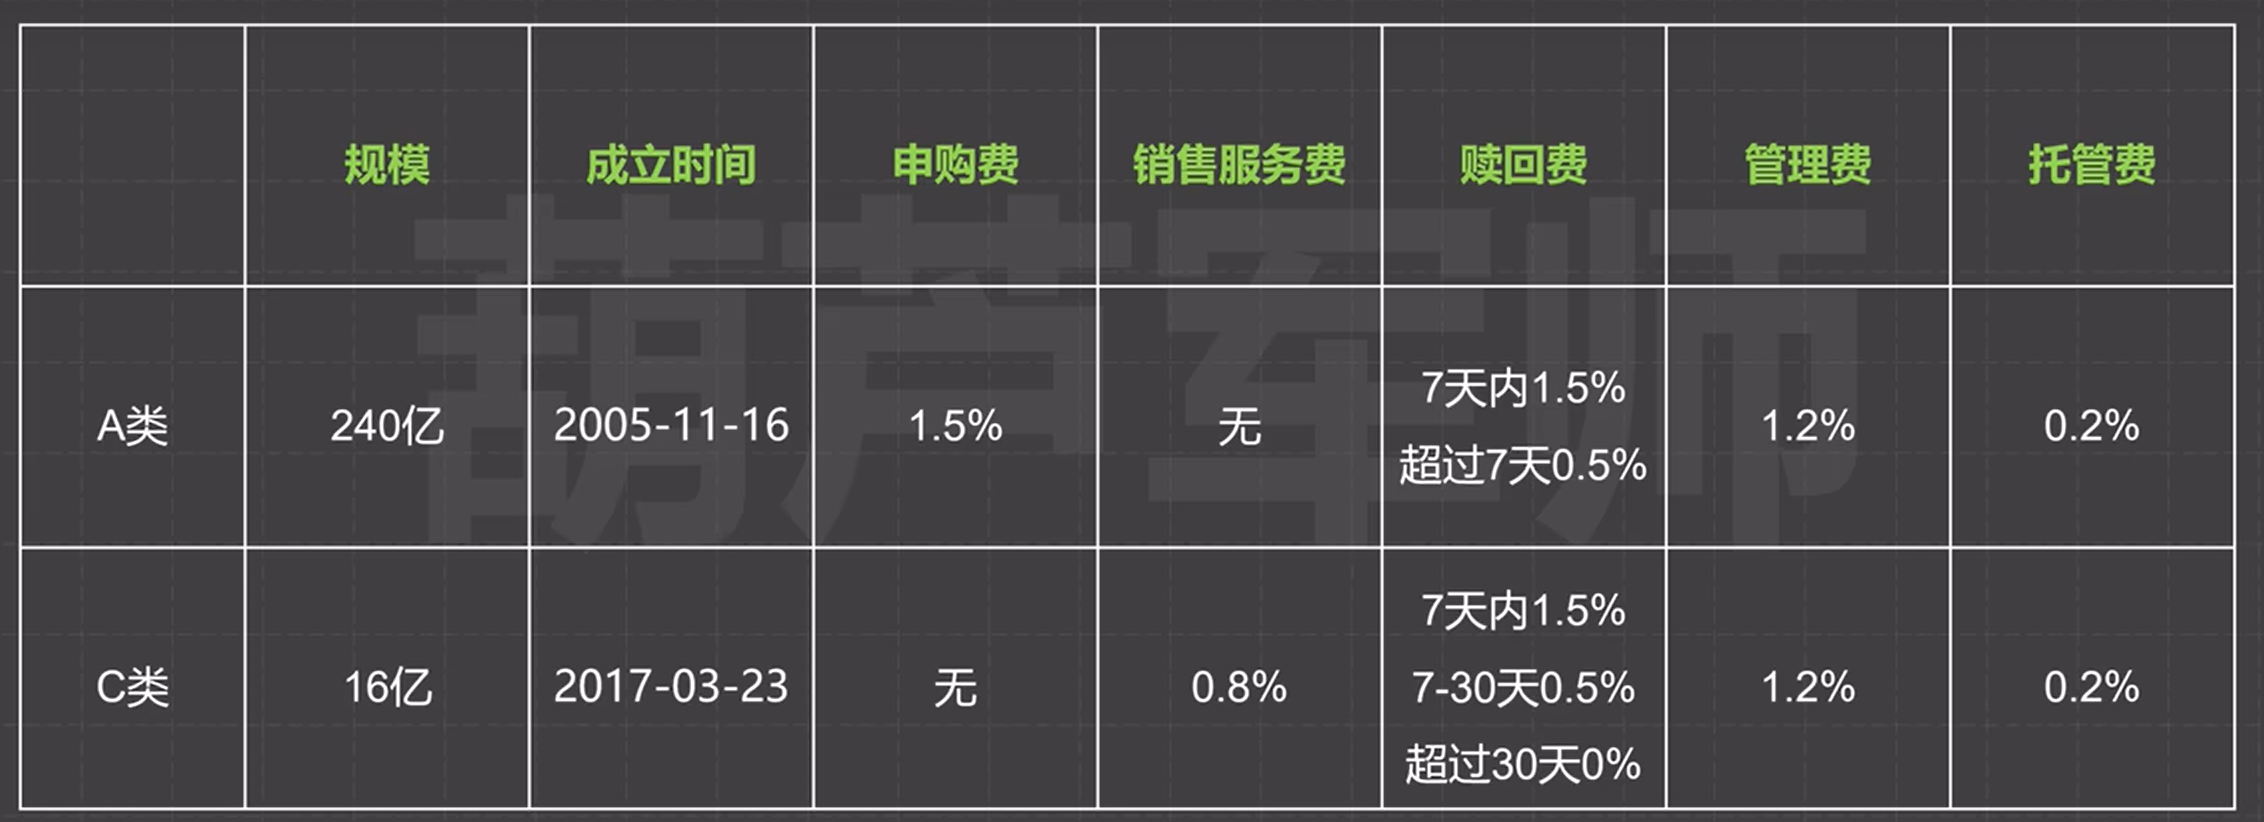 规模 成立时间 申购费 销售服务费 赎回费 管理费 托管费
A类 240亿 2005-11-16 1.5% 无 7天内1.5% 1.2% 0.2%
超过7天0.5%
C类 16亿 2017-03-23 无 0.8% 7天内1.5% 1.2% 0.2%
7-30天0.5%
超过30天0%
葫芦军师